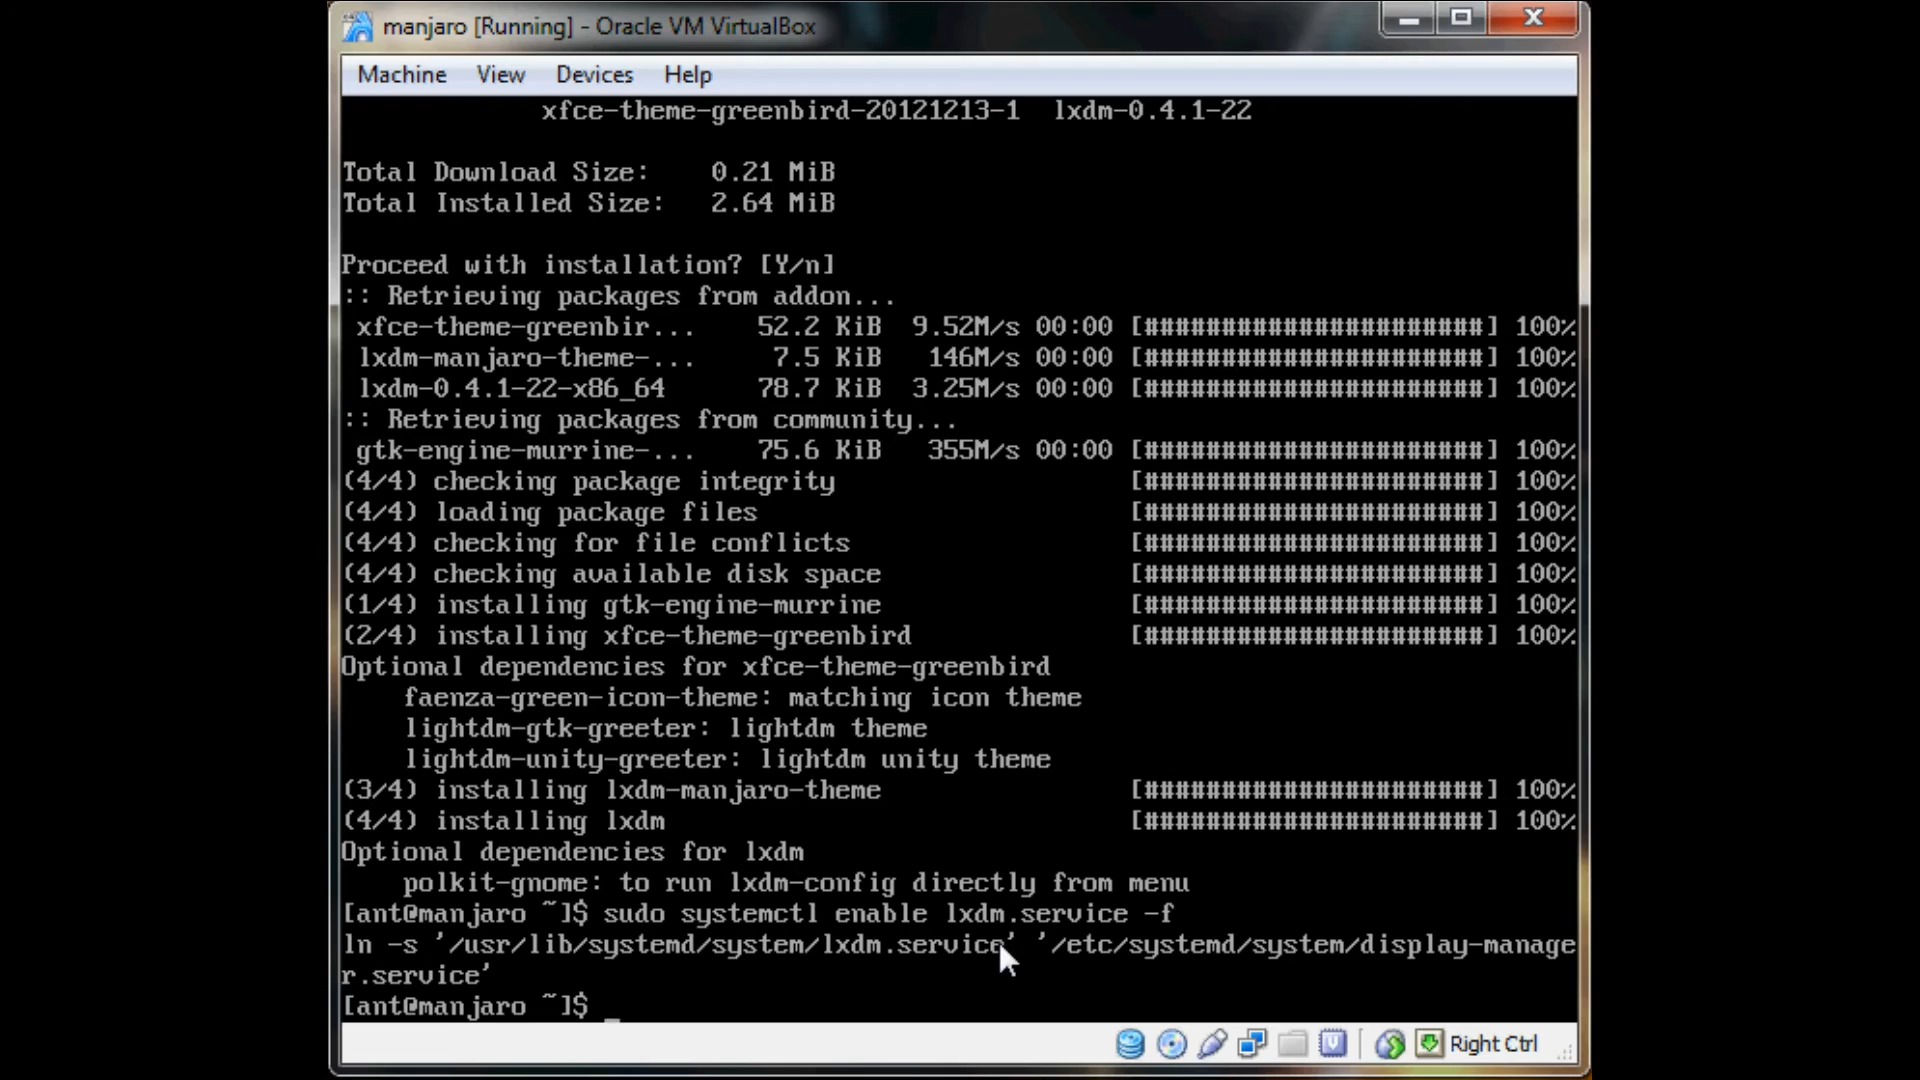 manjaro [Running] - Oracle VM VirtualBox
Machine View Devices Help
xfce-theme-greenbird-20121213-1 lxdm-0.4.1-22
Total Download Size: 0.21 MiB
Total Installed Size: 2.64 MiB
Proceed with installation? [Y/n]
:: Retrieving packages from addon...
xfce-theme-greenbir... 52.2 KiB 9.52M/s 00:00 [######################] 100%
lxdm-manjaro-theme-... 7.5 KiB 146M/s 00:00 [######################] 100%
lxdm-0.4.1-22-x86_64 78.7 KiB 3.25M/s 00:00 [######################] 100%
:: Retrieving packages from community...
gtk-engine-murrine-... 75.6 KiB 355M/s 00:00 [######################] 100%
(4/4) checking package integrity [######################] 100%
(4/4) loading package files [######################] 100%
(4/4) checking for file conflicts [######################] 100%
(4/4) checking available disk space [######################] 100%
(1/4) installing gtk-engine-murrine [######################] 100%
(2/4) installing xfce-theme-greenbird [######################] 100%
Optional dependencies for xfce-theme-greenbird
faenza-green-icon-theme: matching icon theme
lightdm-gtk-greeter: lightdm theme
lightdm-unity-greeter: lightdm unity theme
(3/4) installing lxdm-manjaro-theme [######################] 100%
(4/4) installing lxdm [######################] 100%
Optional dependencies for lxdm
polkit-gnome: to run lxdm-config directly from menu
[ant@manjaro ~]$ sudo systemctl enable lxdm.service -f
ln -s '/usr/lib/systemd/system/lxdm.service' '/etc/systemd/system/display-manage
r.service'
[ant@manjaro ~]$ _
Right Ctrl